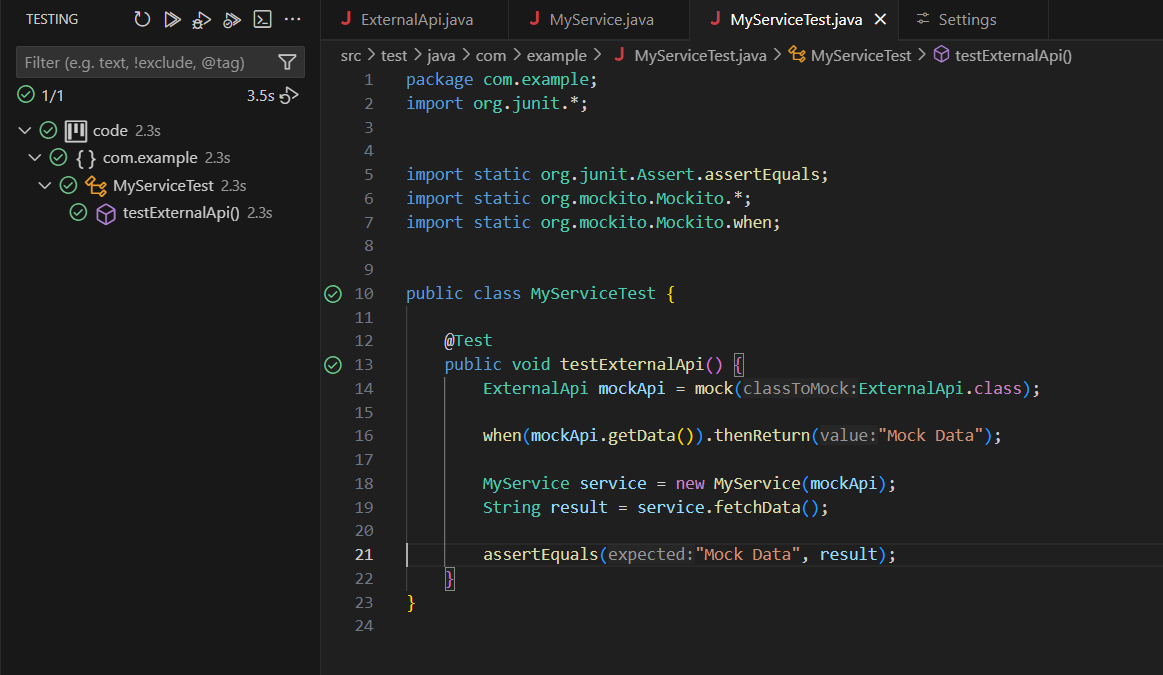 TESTING
Filter (e.g. text, !exclude, @tag)
1/1 3.5s
code 2.3s
{ } com.example 2.3s
MyServiceTest 2.3s
testExternalApi() 2.3s
J ExternalApi.java J MyService.java J MyServiceTest.java Settings
src > test > java > com > example > J MyServiceTest.java > MyServiceTest > testExternalApi()
1 package com.example;
2 import org.junit.*;
3
4
5 import static org.junit.Assert.assertEquals;
6 import static org.mockito.Mockito.*;
7 import static org.mockito.Mockito.when;
8
9
10 public class MyServiceTest {
11
12 @Test
13 public void testExternalApi() {
14 ExternalApi mockApi = mock(classToMock:ExternalApi.class);
15
16 when(mockApi.getData()).thenReturn(value:"Mock Data");
17
18 MyService service = new MyService(mockApi);
19 String result = service.fetchData();
20
21 assertEquals(expected:"Mock Data", result);
22 }
23 }
24